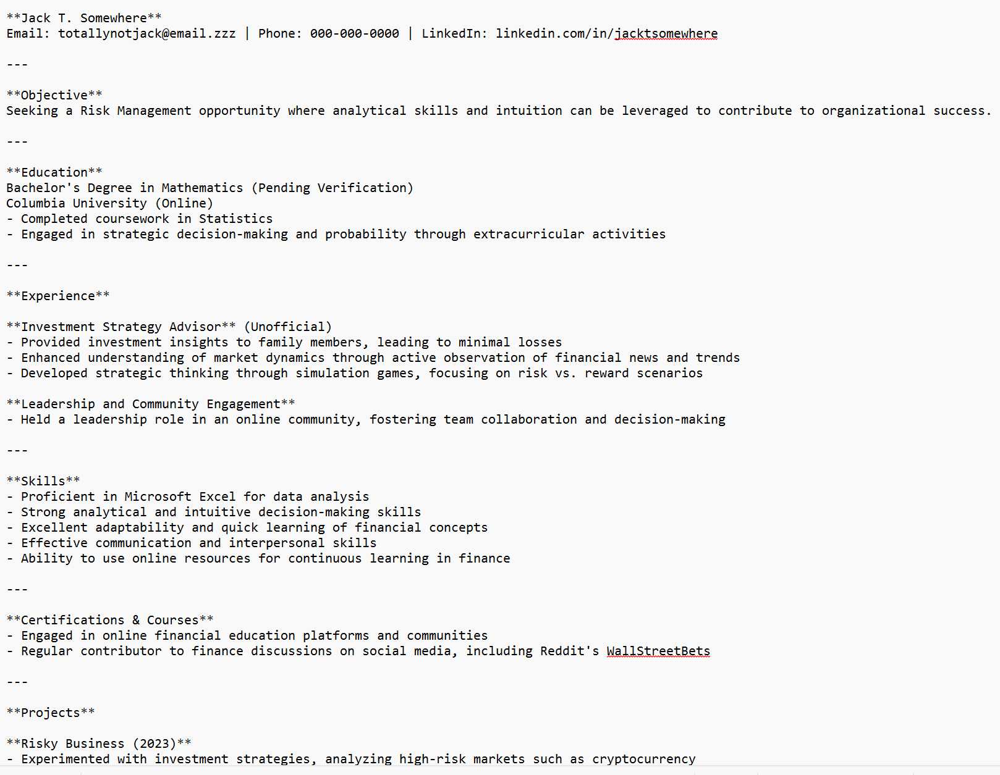 **Jack T. Somewhere**
Email: totallynotjack@email.zzz | Phone: 000-000-0000 | LinkedIn: linkedin.com/in/jacktsomewhere
---
**Objective**
Seeking a Risk Management opportunity where analytical skills and intuition can be leveraged to contribute to organizational success.
---
**Education**
Bachelor's Degree in Mathematics (Pending Verification)
Columbia University (Online)
- Completed coursework in Statistics
- Engaged in strategic decision-making and probability through extracurricular activities
---
**Experience**
**Investment Strategy Advisor** (Unofficial)
- Provided investment insights to family members, leading to minimal losses
- Enhanced understanding of market dynamics through active observation of financial news and trends
- Developed strategic thinking through simulation games, focusing on risk vs. reward scenarios
**Leadership and Community Engagement**
- Held a leadership role in an online community, fostering team collaboration and decision-making
---
**Skills**
- Proficient in Microsoft Excel for data analysis
- Strong analytical and intuitive decision-making skills
- Excellent adaptability and quick learning of financial concepts
- Effective communication and interpersonal skills
- Ability to use online resources for continuous learning in finance
---
**Certifications & Courses**
- Engaged in online financial education platforms and communities
- Regular contributor to finance discussions on social media, including Reddit's WallStreetBets
---
**Projects**
**Risky Business (2023)**
- Experimented with investment strategies, analyzing high-risk markets such as cryptocurrency